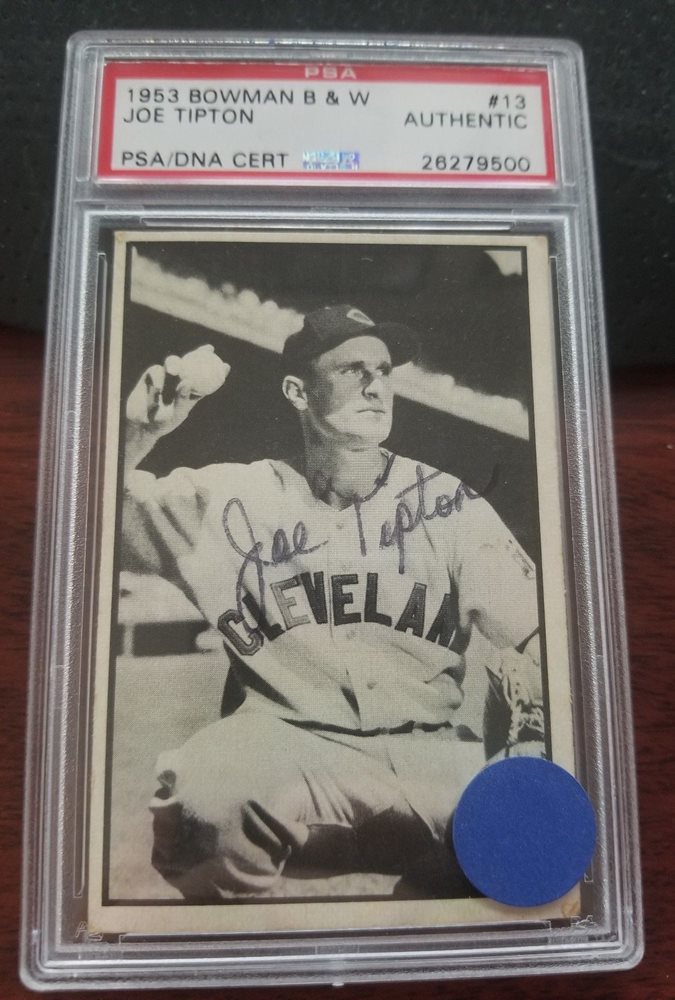 PSA
1953 BOWMAN B & W #13
JOE TIPTON AUTHENTIC
PSA/DNA CERT 26279500
Joe Tipton
CLEVELAN